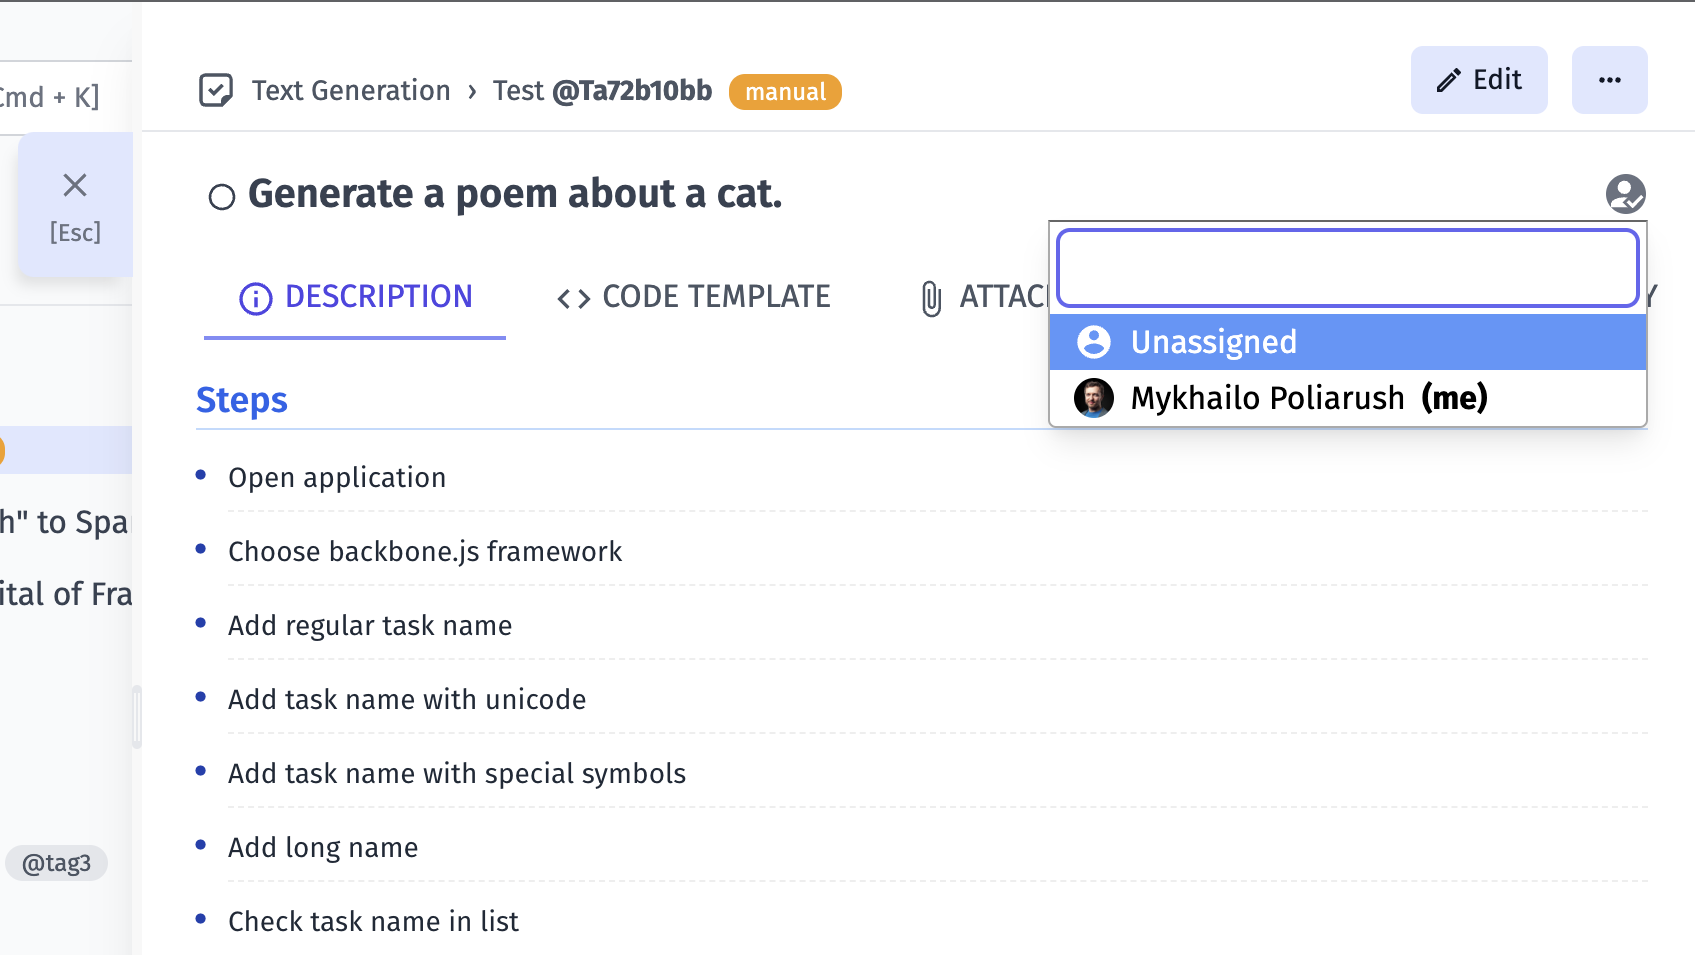 Cmd + K]
[Esc]
h" to Spa
ital of Fra
@tag3
Text Generation › Test @Ta72b10bb manual
Edit
Generate a poem about a cat.
DESCRIPTION
CODE TEMPLATE
ATTAC
Y
Unassigned
Mykhailo Poliarush (me)
Steps
Open application
Choose backbone.js framework
Add regular task name
Add task name with unicode
Add task name with special symbols
Add long name
Check task name in list